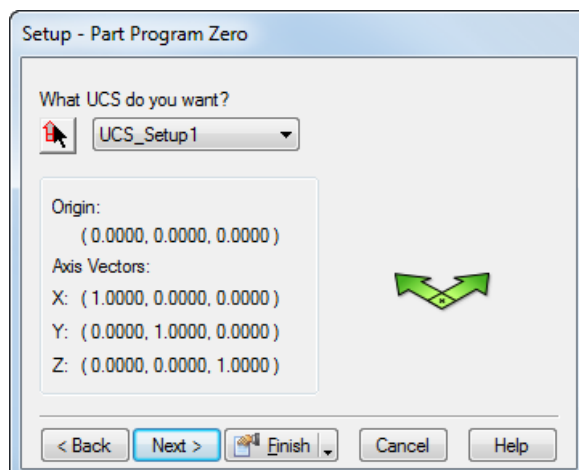 Setup - Part Program Zero
What UCS do you want?
UCS_Setup1
Origin:
( 0.0000, 0.0000, 0.0000 )
Axis Vectors:
X: ( 1.0000, 0.0000, 0.0000 )
Y: ( 0.0000, 1.0000, 0.0000 )
Z: ( 0.0000, 0.0000, 1.0000 )
< Back Next > Finish Cancel Help